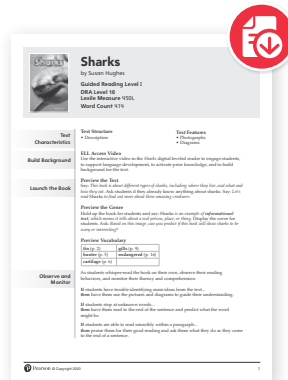 Sharks
Sharks
by Susan Hughes
Guided Reading Level I
DRA Level 16
Lexile Measure 450L
Word Count 414
Text
Characteristics
Text Structure
• Description
Text Features
• Photographs
• Diagrams
Build Background
ELL Access Video
Use the interactive video in the Sharks digital leveled reader to engage students,
to support language development, to activate prior knowledge, and to build
background for the text.
Launch the Book
Preview the Text
Say: This book is about different types of sharks, including where they live, and what and
how they eat. Ask students if they already know anything about sharks. Say: Let's
read Sharks to find out more about these amazing creatures.
Preview the Genre
Hold up the book for students and say: Sharks is an example of informational
text, which means it tells about a real person, place, or thing. Display the cover for
students. Ask: Based on this image, can you predict if this book will show sharks to be
scary or interesting?
Preview Vocabulary
fin (p. 2)
gills (p. 9)
hunter (p. 5)
endangered (p. 16)
cartilage (p. 6)
Observe and
Monitor
As students whisper-read the book on their own, observe their reading
behaviors, and monitor their fluency and comprehension.
If students have trouble identifying main ideas from the text...
then have them use the pictures and diagrams to guide their understanding.
If students stop at unknown words...
then have them read to the end of the sentence and predict what the word
might be.
If students are able to read smoothly within a paragraph...
then praise them for their good reading and ask them what they do as they come
to the end of a sentence.
Pearson © Copyright 2020
1